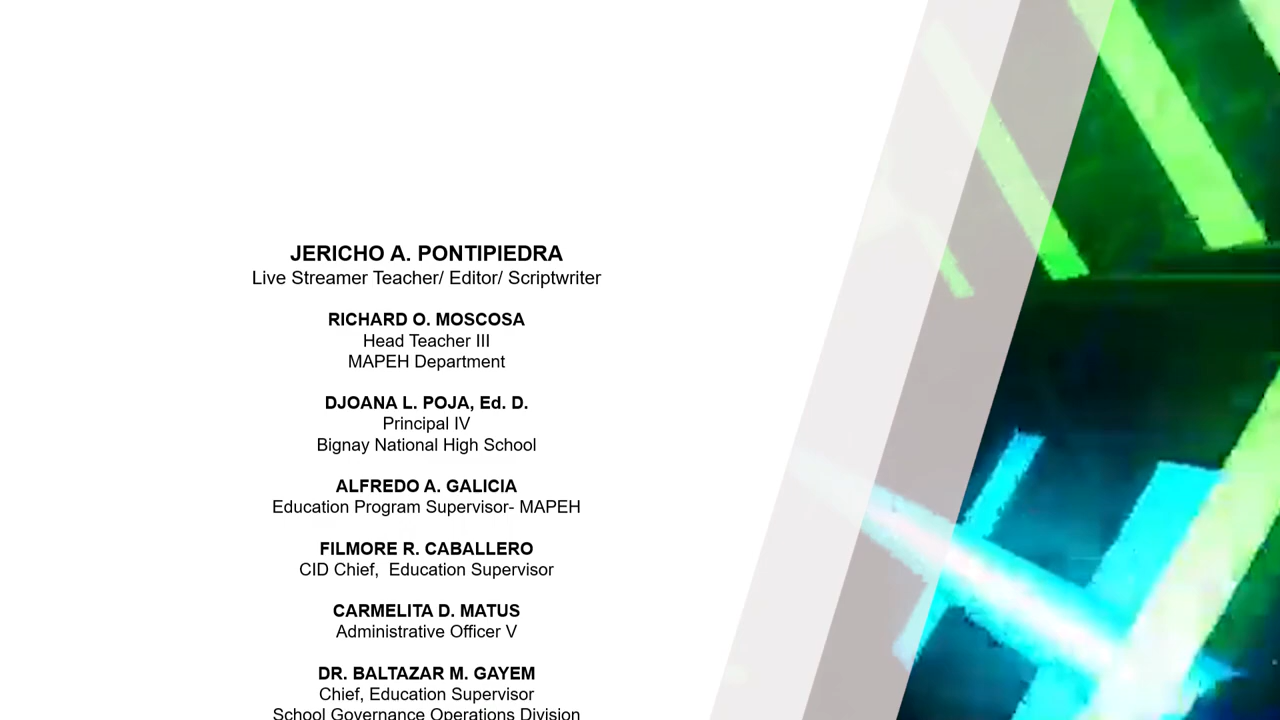 JERICHO A. PONTIPIEDRA
Live Streamer Teacher/ Editor/ Scriptwriter
RICHARD O. MOSCOSA
Head Teacher III
MAPEH Department
DJOANA L. POJA, Ed. D.
Principal IV
Bignay National High School
ALFREDO A. GALICIA
Education Program Supervisor- MAPEH
FILMORE R. CABALLERO
CID Chief,  Education Supervisor
CARMELITA D. MATUS
Administrative Officer V
DR. BALTAZAR M. GAYEM
Chief, Education Supervisor
School Governance Operations Division